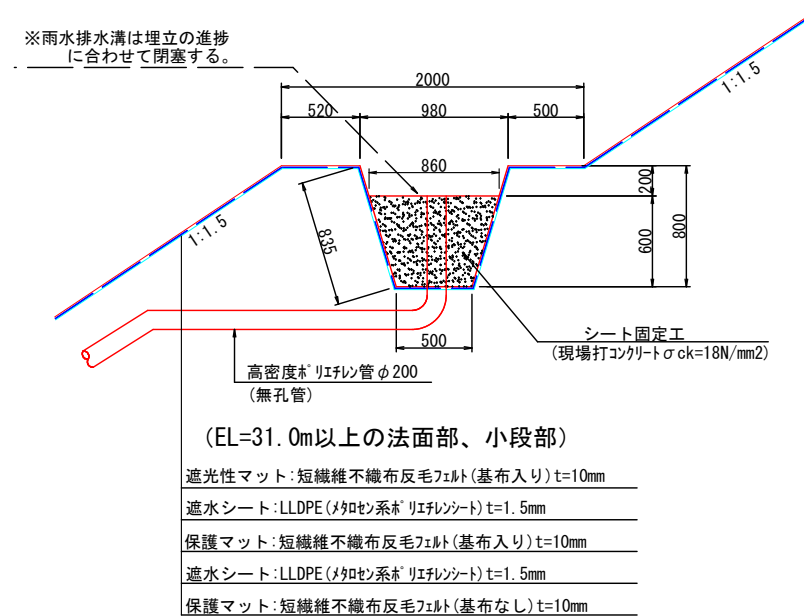 ※雨水排水溝は埋立の進捗
に合わせて閉塞する。
2000
520
980
500
1:1.5
860
200
600
800
835
1:1.5
500
シート固定工
(現場打コンクリートσck=18N/mm2)
高密度ポリエチレン管φ200
(無孔管)
(EL=31.0m以上の法面部、小段部)
遮光性マット:短繊維不織布反毛フェルト(基布入り)t=10mm
遮水シート:LLDPE(メタロセン系ポリエチレンシート)t=1.5mm
保護マット:短繊維不織布反毛フェルト(基布入り)t=10mm
遮水シート:LLDPE(メタロセン系ポリエチレンシート)t=1.5mm
保護マット:短繊維不織布反毛フェルト(基布なし)t=10mm